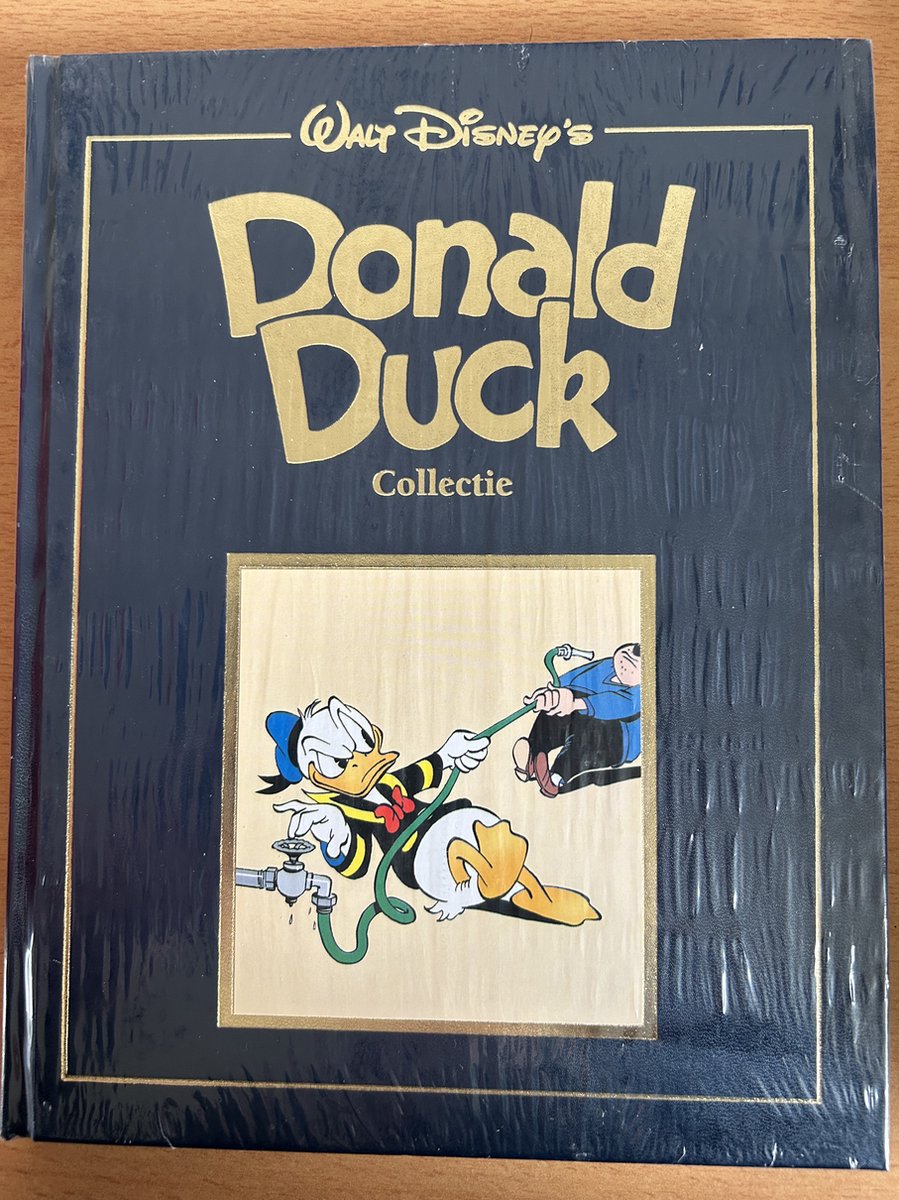 Walt Disney's
Donald
Duck
Collectie